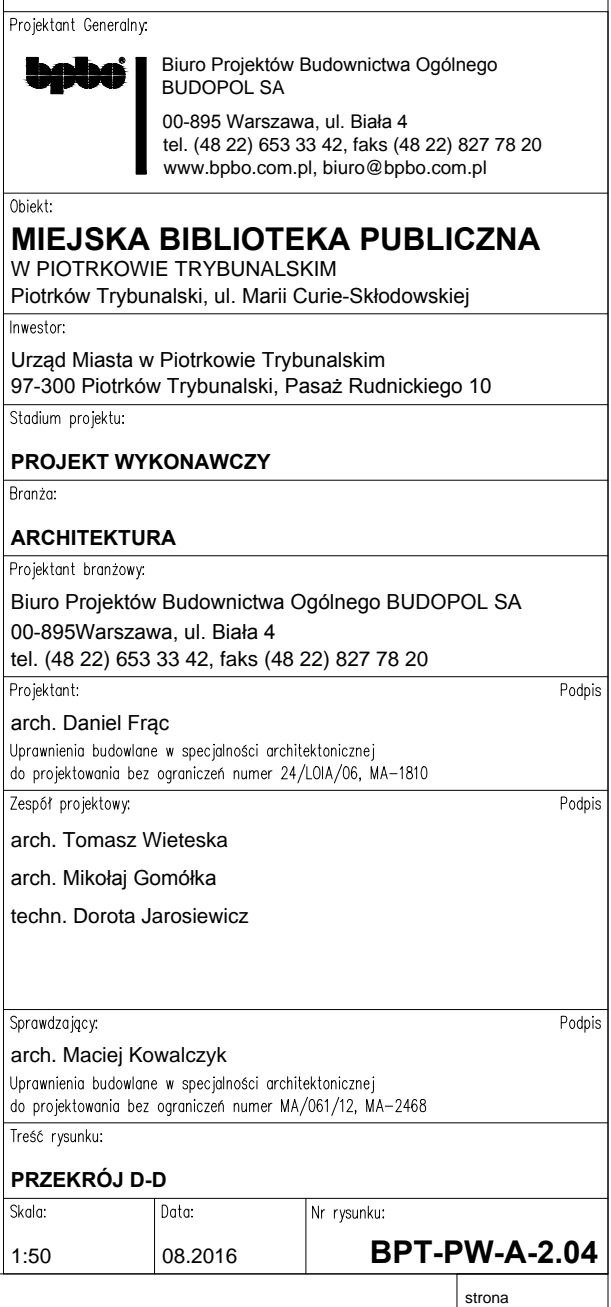 Projektant Generalny:
bpbo
Biuro Projektów Budownictwa Ogólnego
BUDOPOL SA
00-895 Warszawa, ul. Biała 4
tel. (48 22) 653 33 42, faks (48 22) 827 78 20
www.bpbo.com.pl, biuro@bpbo.com.pl
Obiekt:
MIEJSKA BIBLIOTEKA PUBLICZNA
W PIOTRKOWIE TRYBUNALSKIM
Piotrków Trybunalski, ul. Marii Curie-Skłodowskiej
Inwestor:
Urząd Miasta w Piotrkowie Trybunalskim
97-300 Piotrków Trybunalski, Pasaż Rudnickiego 10
Stadium projektu:
PROJEKT WYKONAWCZY
Branża:
ARCHITEKTURA
Projektant branżowy:
Biuro Projektów Budownictwa Ogólnego BUDOPOL SA
00-895Warszawa, ul. Biała 4
tel. (48 22) 653 33 42, faks (48 22) 827 78 20
Projektant: Podpis
arch. Daniel Frąc
Uprawnienia budowlane w specjalności architektonicznej
do projektowania bez ograniczeń numer 24/LOIA/06, MA-1810
Zespół projektowy: Podpis
arch. Tomasz Wieteska
arch. Mikołaj Gomółka
techn. Dorota Jarosiewicz
Sprawdzający: Podpis
arch. Maciej Kowalczyk
Uprawnienia budowlane w specjalności architektonicznej
do projektowania bez ograniczeń numer MA/061/12, MA-2468
Treść rysunku:
PRZEKRÓJ D-D
Skala: Data: Nr rysunku:
1:50 08.2016 BPT-PW-A-2.04
strona